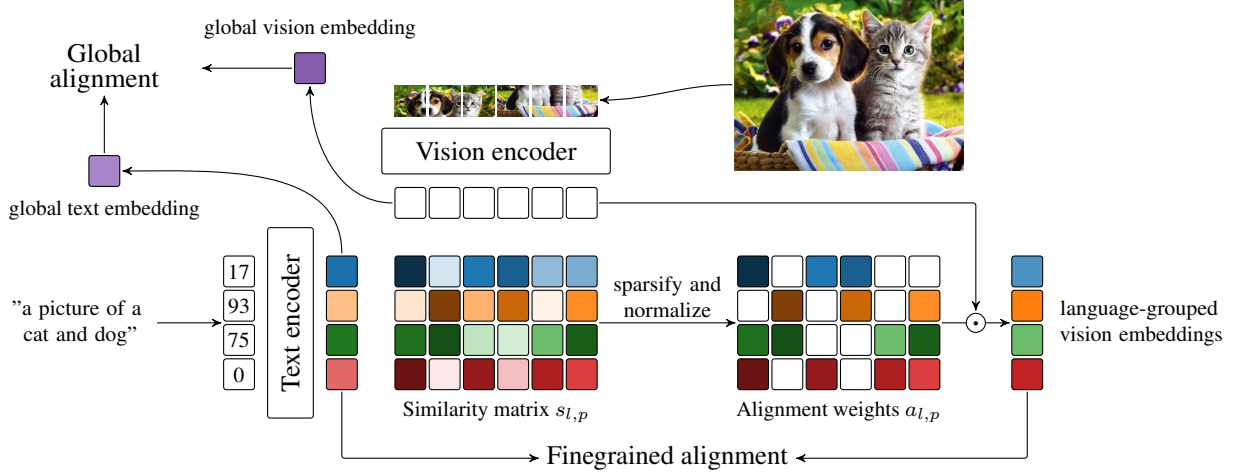 global vision embedding
Global
alignment
Vision encoder
global text embedding
”a picture of a
cat and dog”
17
93
75
0
Text encoder
sparsify and
normalize
language-grouped
vision embeddings
Similarity matrix s_{l,p}
Alignment weights a_{l,p}
Finegrained alignment